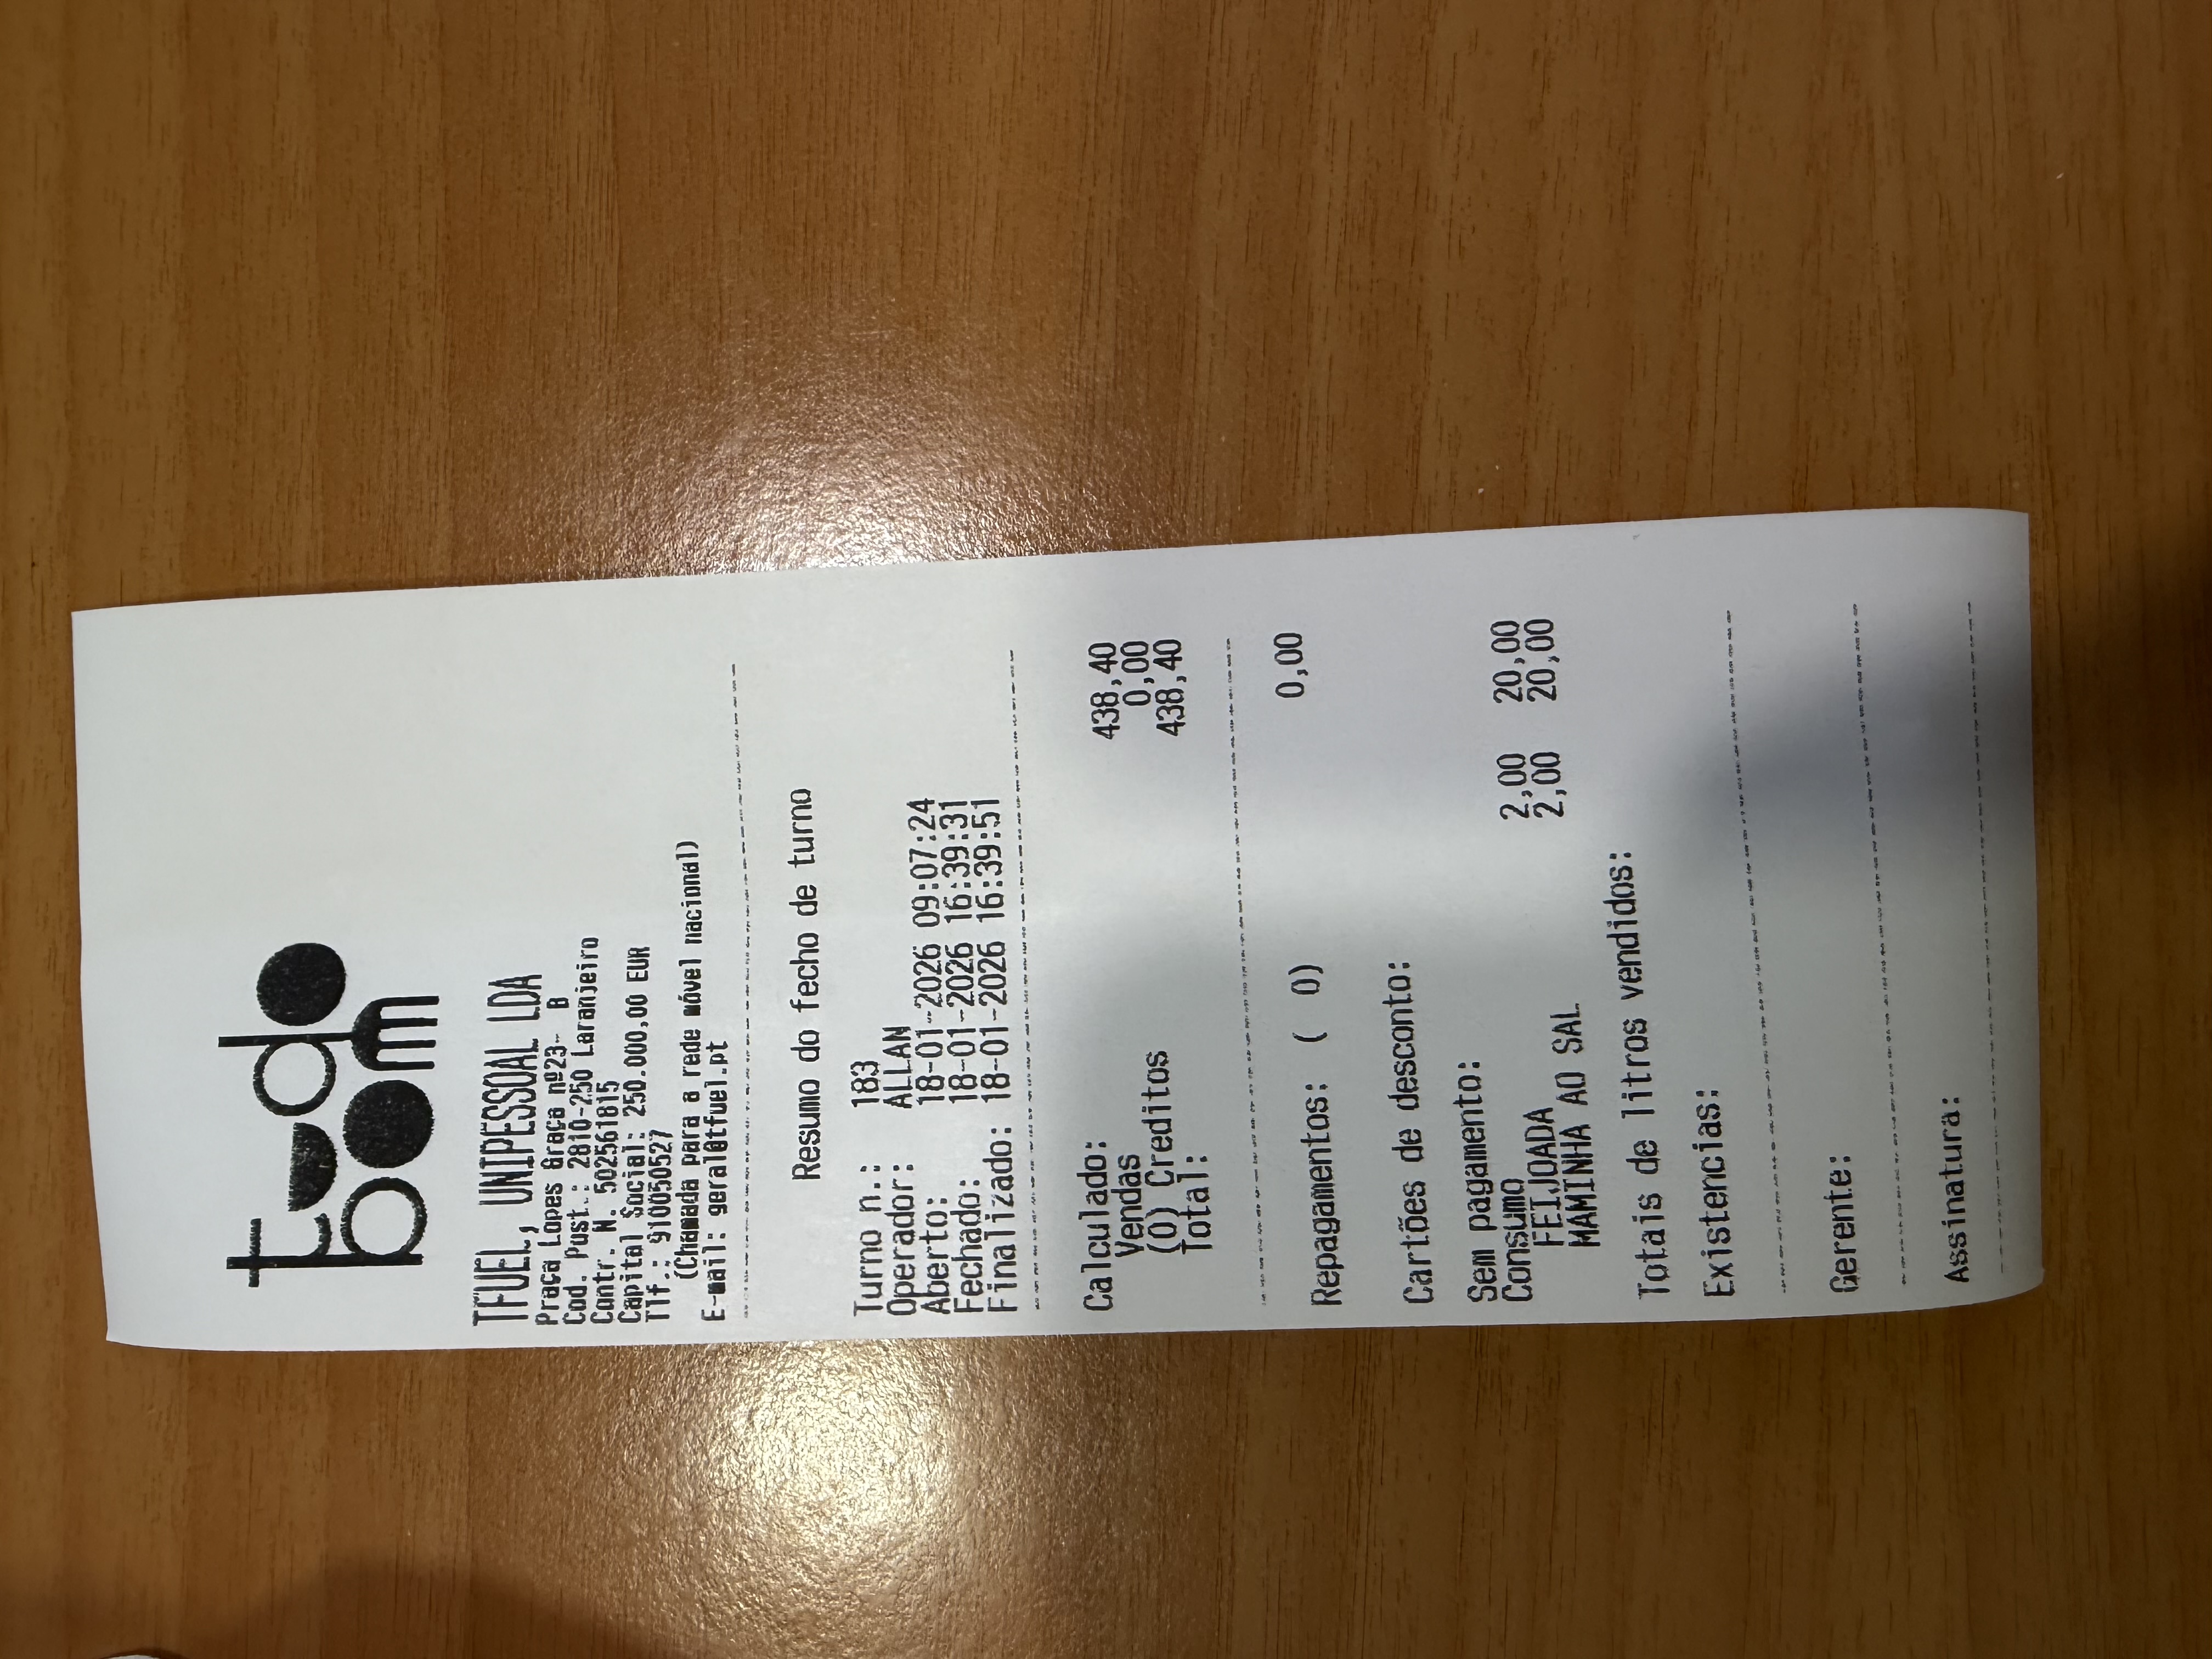 tudo
bom
TFUEL, UNIPESSOAL LDA
Praça Lopes Graça nº23- B
Cod. Post.: 2810-250 Laranjeiro
Contr. N. 502561815
Capital Social: 250.000,00 EUR
Tlf.: 910050527
(Chamada para a rede móvel nacional)
E-mail: geral@tfuel.pt
Resumo do fecho de turno
Turno n.: 183
Operador: ALLAN
Aberto: 18-01-2026 09:07:24
Fechado: 18-01-2026 16:39:31
Finalizado: 18-01-2026 16:39:51
Calculado:
Vendas 438,40
(0) Creditos 0,00
Total: 438,40
Repagamentos: ( 0) 0,00
Cartões de desconto:
Sem pagamento:
Consumo
FEIJOADA 2,00 20,00
MAMINHA AO SAL 2,00 20,00
Totais de litros vendidos:
Existencias:
Gerente:
Assinatura: